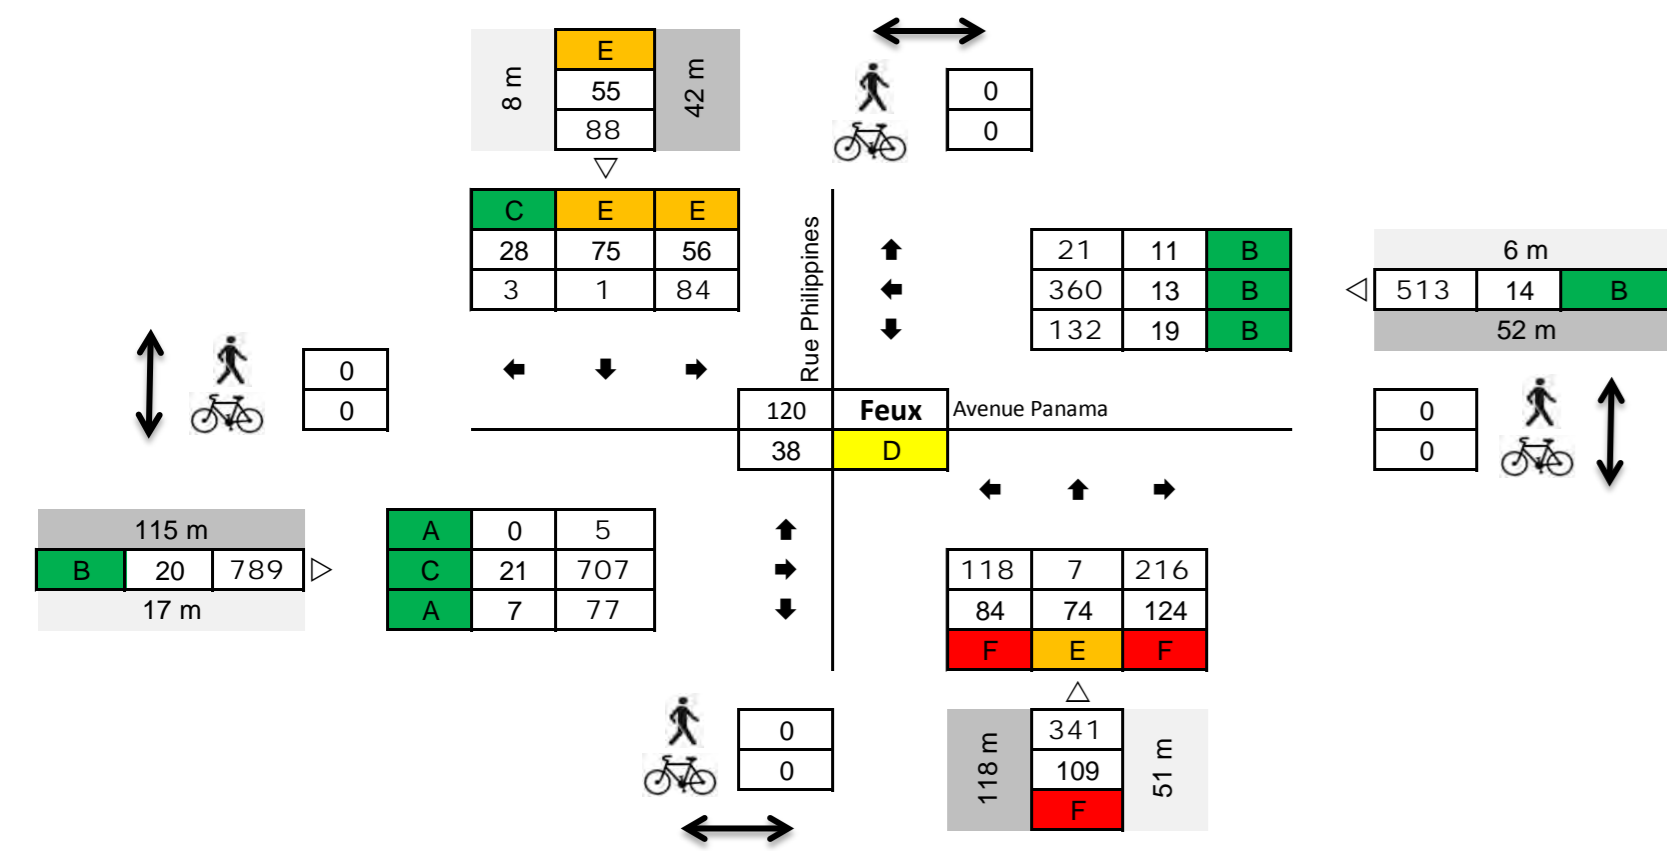 E
8 m 55 42 m
88
0
0
C E E
28 75 56
3 1 84
Rue Philippines
21 11 B
360 13 B
132 19 B
6 m
513 14 B
52 m
0
0
120 Feux Avenue Panama
38 D
0
0
115 m
B 20 789
17 m
A 0 5
C 21 707
A 7 77
118 7 216
84 74 124
F E F
0
0
341
118 m 109 51 m
F